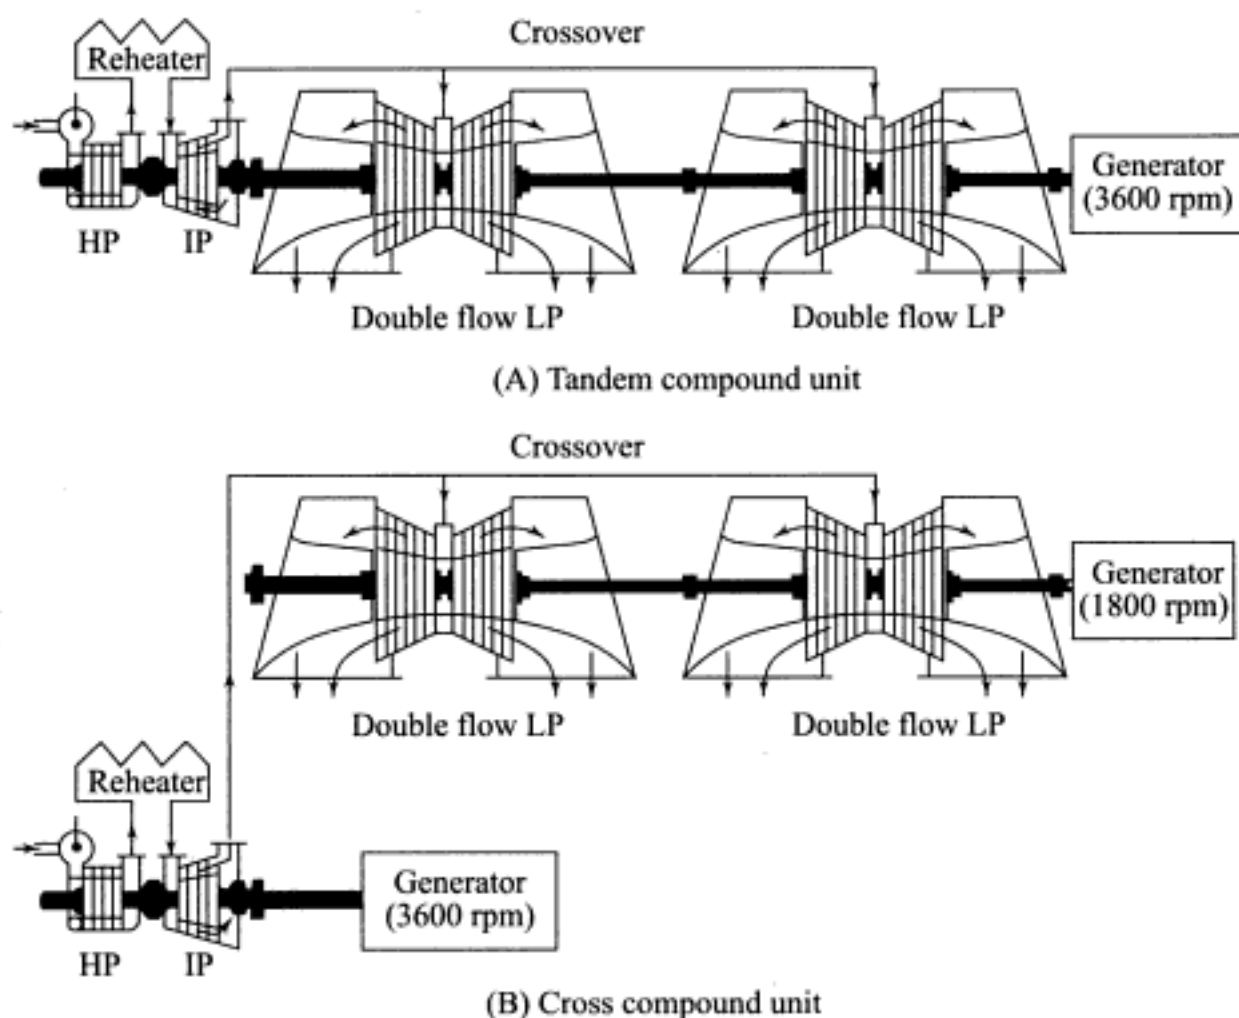 Crossover
Reheater
Generator
(3600 rpm)
HP
IP
Double flow LP
Double flow LP
(A) Tandem compound unit
Crossover
Generator
(1800 rpm)
Double flow LP
Double flow LP
Reheater
Generator
(3600 rpm)
HP
IP
(B) Cross compound unit